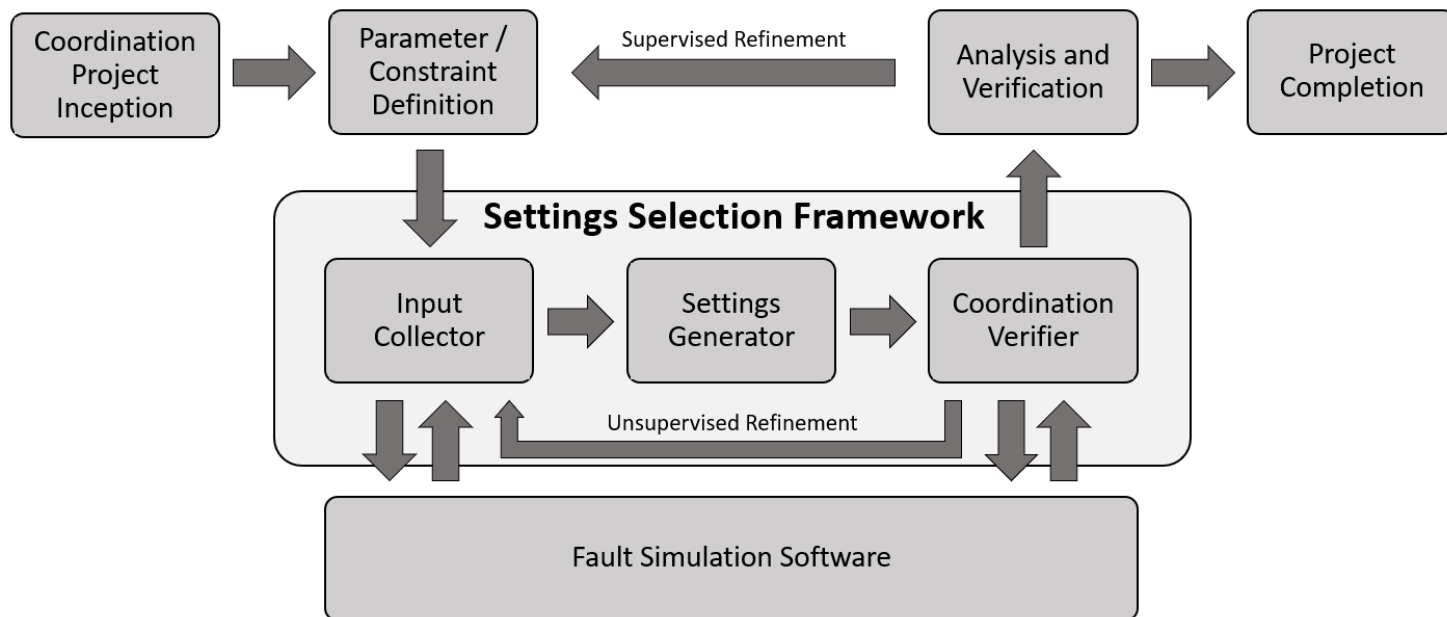 Coordination
Project
Inception
Parameter /
Constraint
Definition
Supervised Refinement
Analysis and
Verification
Project
Completion
Settings Selection Framework
Input
Collector
Settings
Generator
Coordination
Verifier
Unsupervised Refinement
Fault Simulation Software